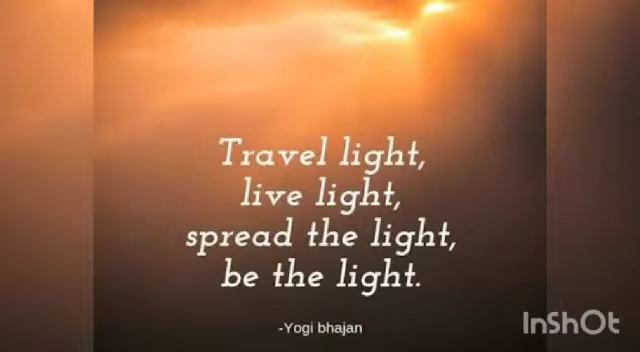 Travel light,
live light,
spread the light,
be the light.
-Yogi bhajan
InShOt